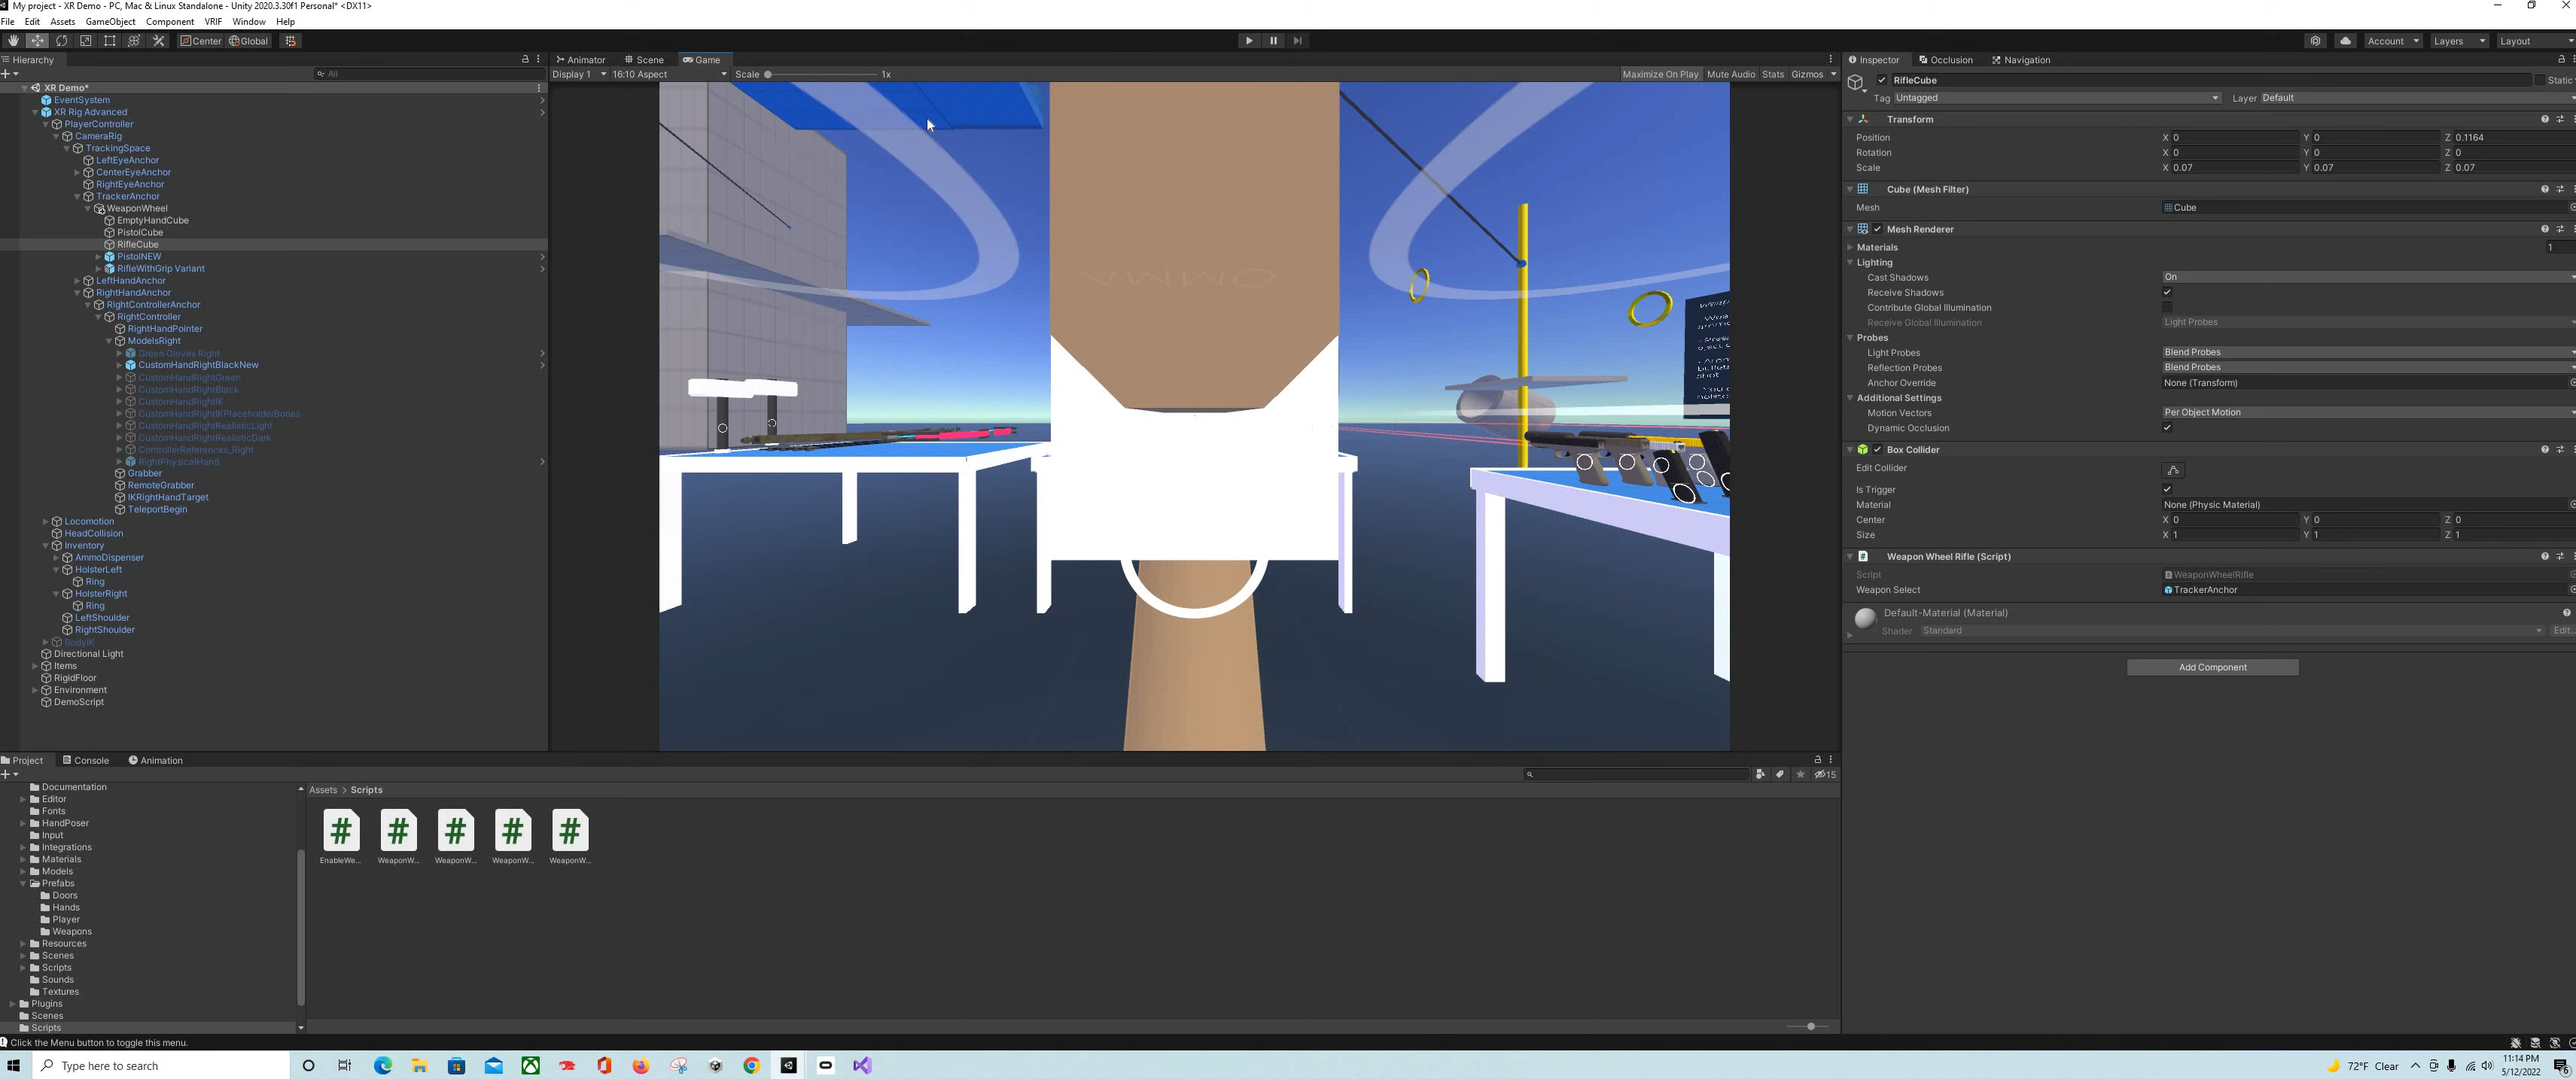 My project - XR Demo - PC, Mac & Linux Standalone - Unity 2020.3.30f1 Personal* <DX11>
File Edit Assets GameObject Component VRIF Window Help
Center Global
Account Layers Layout
Hierarchy
All
XR Demo*
EventSystem
XR Rig Advanced
PlayerController
CameraRig
TrackingSpace
LeftEyeAnchor
CenterEyeAnchor
RightEyeAnchor
TrackerAnchor
WeaponWheel
EmptyHandCube
PistolCube
RifleCube
PistolNEW
RifleWithGrip Variant
LeftHandAnchor
RightHandAnchor
RightControllerAnchor
RightController
RightHandPointer
ModelsRight
Green Gloves Right
CustomHandRightBlackNew
CustomHandRightGreen
CustomHandRightBlack
CustomHandRightIK
CustomHandRightIKPlaceholderBones
CustomHandRightRealisticLight
CustomHandRightRealisticDark
ControllerReferences_Right
RightPhysicalHand
Grabber
RemoteGrabber
IKRightHandTarget
TeleportBegin
Locomotion
HeadCollision
Inventory
AmmoDispenser
HolsterLeft
Ring
HolsterRight
Ring
LeftShoulder
RightShoulder
BodyIK
Directional Light
Items
RigidFloor
Environment
DemoScript
Animator Scene Game
Display 1 16:10 Aspect Scale 1x Maximize On Play Mute Audio Stats Gizmos
AMMO
Inspector Occlusion Navigation
RifleCube Static
Tag Untagged Layer Default
Transform
Position X 0 Y 0 Z 0.1164
Rotation X 0 Y 0 Z 0
Scale X 0.07 Y 0.07 Z 0.07
Cube (Mesh Filter)
Mesh Cube
Mesh Renderer
Materials 1
Lighting
Cast Shadows On
Receive Shadows
Contribute Global Illumination
Receive Global Illumination Light Probes
Probes
Light Probes Blend Probes
Reflection Probes Blend Probes
Anchor Override None (Transform)
Additional Settings
Motion Vectors Per Object Motion
Dynamic Occlusion
Box Collider
Edit Collider
Is Trigger
Material None (Physic Material)
Center X 0 Y 0 Z 0
Size X 1 Y 1 Z 1
Weapon Wheel Rifle (Script)
Script WeaponWheelRifle
Weapon Select TrackerAnchor
Default-Material (Material)
Shader Standard Edit...
Add Component
Project Console Animation
15
Documentation
Editor
Fonts
HandPoser
Input
Integrations
Materials
Models
Prefabs
Doors
Hands
Player
Weapons
Resources
Scenes
Scripts
Sounds
Textures
Plugins
Scenes
Scripts
Assets > Scripts
EnableWe... WeaponW... WeaponW... WeaponW... WeaponW...
Click the Menu button to toggle this menu.
Type here to search
72°F Clear
11:14 PM
5/12/2022
6